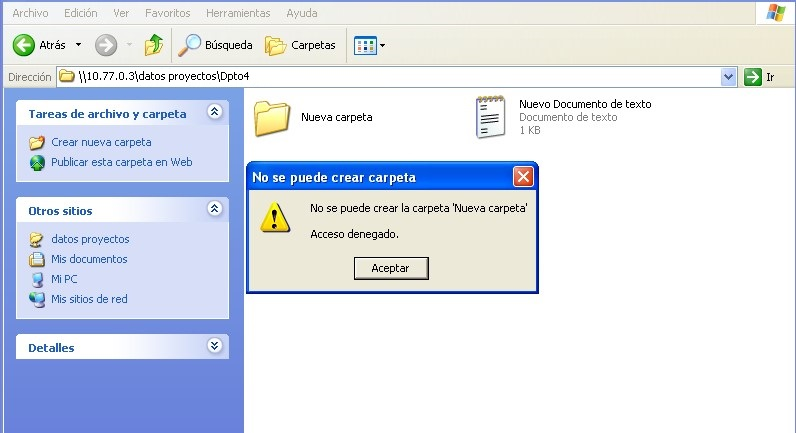 Archivo Edición Ver Favoritos Herramientas Ayuda
Atrás Búsqueda Carpetas
Dirección \\10.77.0.3\datos proyectos\Dpto4 Ir
Tareas de archivo y carpeta
Crear nueva carpeta
Publicar esta carpeta en Web
Otros sitios
datos proyectos
Mis documentos
Mi PC
Mis sitios de red
Detalles
Nueva carpeta
Nuevo Documento de texto
Documento de texto
1 KB
No se puede crear carpeta
No se puede crear la carpeta 'Nueva carpeta'
Acceso denegado.
Aceptar